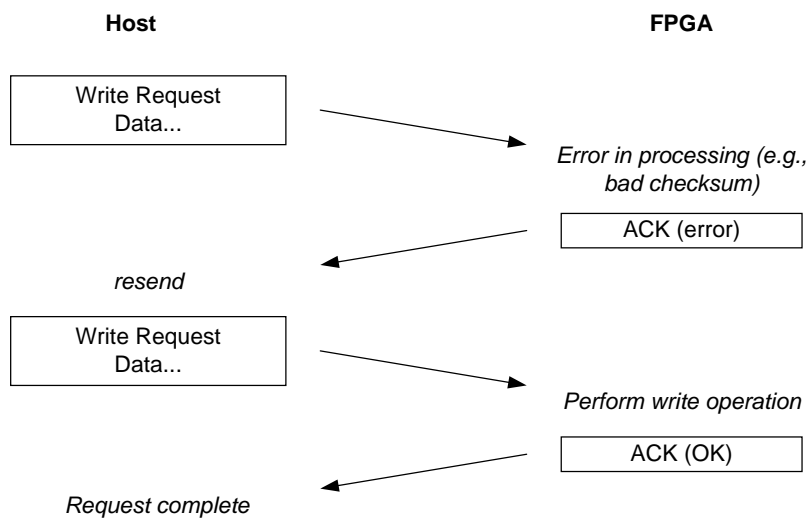 Host
FPGA
Write Request
Data...
Error in processing (e.g.,
bad checksum)
ACK (error)
resend
Write Request
Data...
Perform write operation
ACK (OK)
Request complete